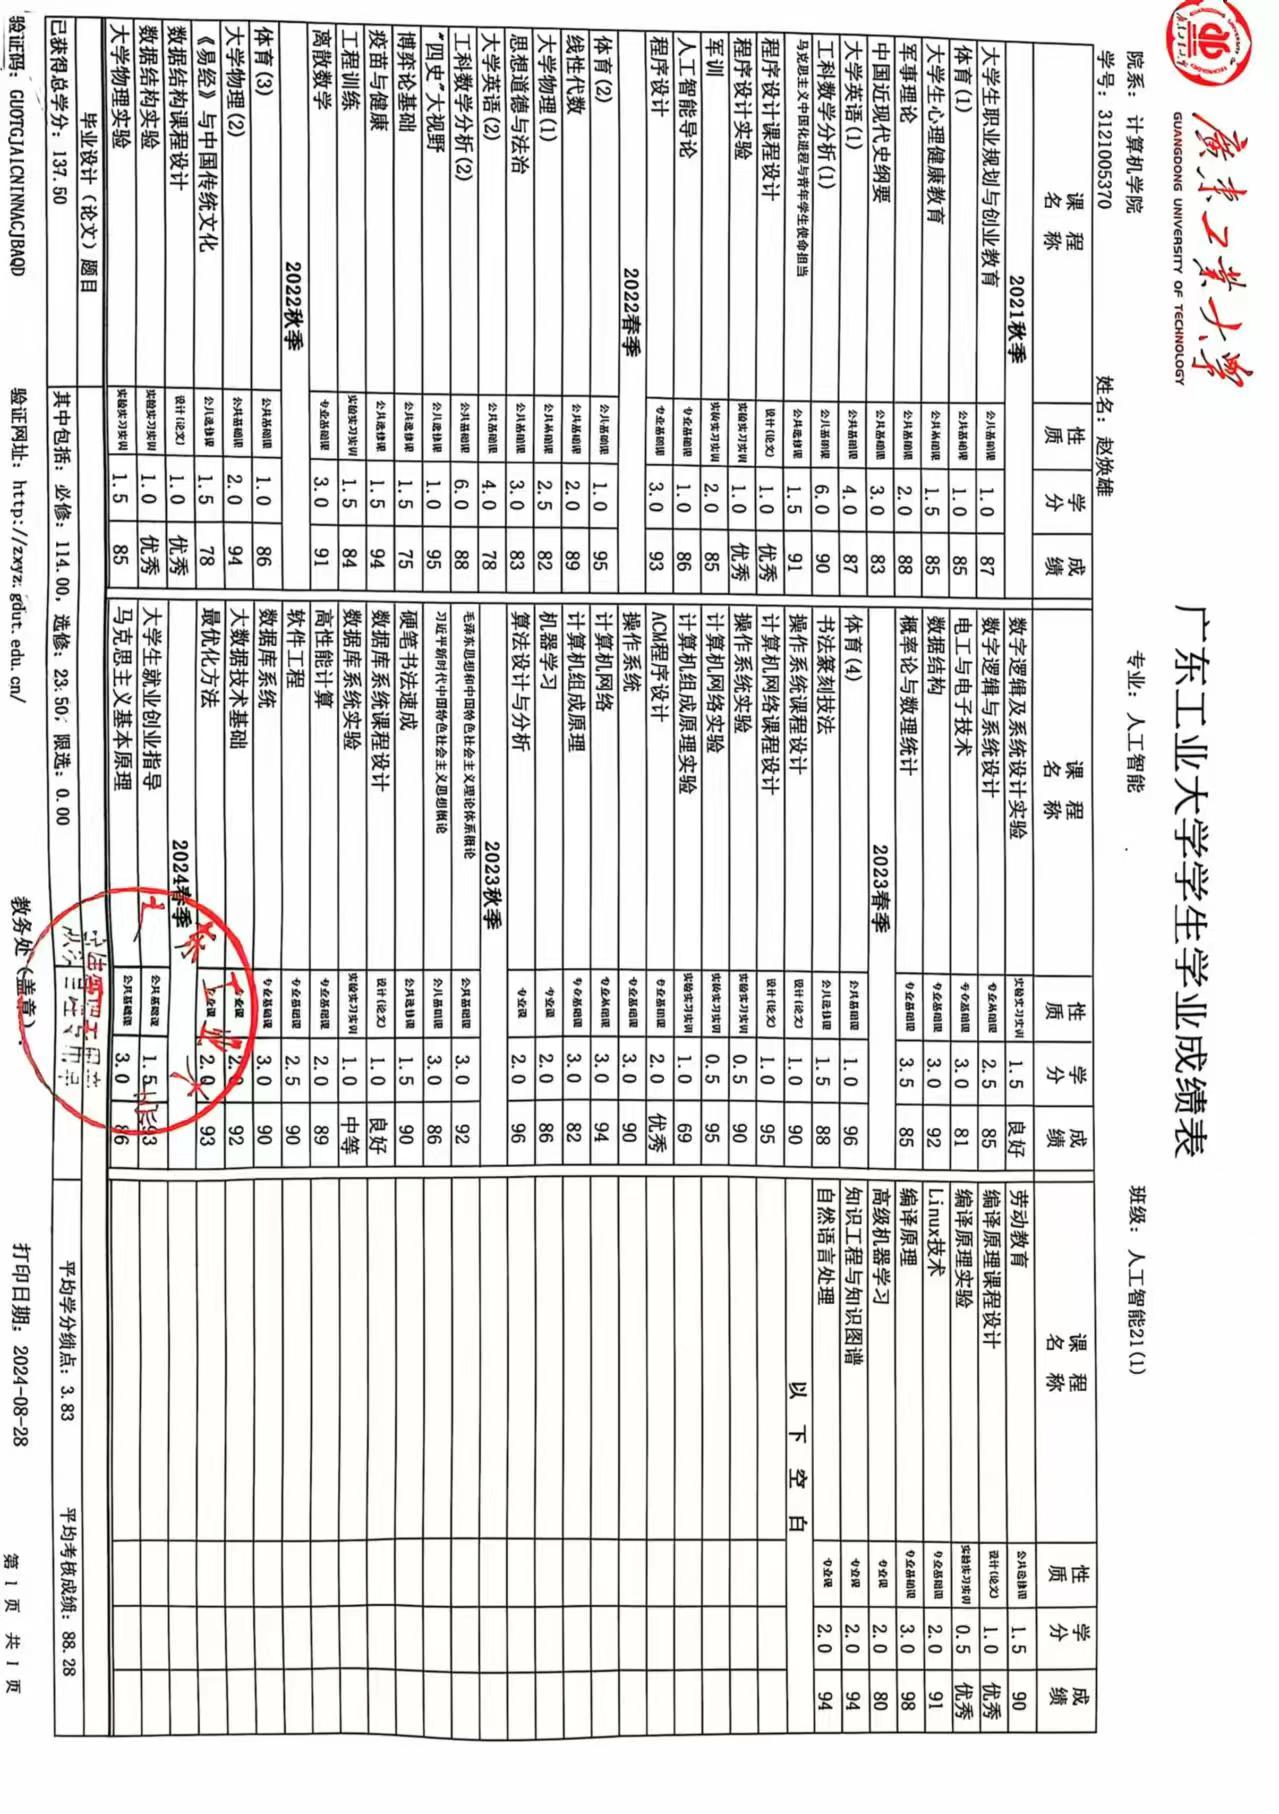 广东工业大学
GUANGDONG UNIVERSITY OF TECHNOLOGY
广东工业大学学生学业成绩表
院系: 计算机学院 专业: 人工智能 班级: 人工智能21(1)
学号: 3121005370 姓名: 赵焕雄
课程名称 性质 学分 成绩
2021秋季
大学生职业规划与创业教育 公共基础课 1.0 87
体育(1) 公共基础课 1.0 85
大学生心理健康教育 公共基础课 1.5 85
军事理论 公共基础课 2.0 88
中国近现代史纲要 公共基础课 3.0 83
大学英语(1) 公共基础课 4.0 87
工科数学分析(1) 公共基础课 6.0 90
马克思主义中国化进程与青年学生使命担当 公共选修课 1.5 91
程序设计课程设计 设计(论文) 1.0 优秀
程序设计实验 实验实习实训 1.0 优秀
军训 实验实习实训 2.0 85
人工智能导论 专业基础课 1.0 86
程序设计 专业基础课 3.0 93
2022春季
体育(2) 公共基础课 1.0 95
线性代数 公共基础课 2.0 89
大学物理(1) 公共基础课 2.5 82
思想道德与法治 公共基础课 3.0 83
大学英语(2) 公共基础课 4.0 78
工科数学分析(2) 公共基础课 6.0 88
"四史"大视野 公共选修课 1.0 95
博弈论基础 公共选修课 1.5 75
疫苗与健康 公共选修课 1.5 94
工程训练 实验实习实训 1.5 84
离散数学 专业基础课 3.0 91
2022秋季
体育(3) 公共基础课 1.0 86
大学物理(2) 公共基础课 2.0 94
《易经》与中国传统文化 公共选修课 1.5 78
数据结构课程设计 设计(论文) 1.0 优秀
数据结构实验 实验实习实训 1.0 优秀
大学物理实验 实验实习实训 1.5 85
课程名称 性质 学分 成绩
数字逻辑及系统设计实验 实验实习实训 1.5 良好
数字逻辑与系统设计 专业基础课 2.5 85
电工与电子技术 专业基础课 3.0 81
数据结构 专业基础课 3.0 92
概率论与数理统计 专业基础课 3.5 85
2023春季
体育(4) 公共基础课 1.0 96
书法篆刻技法 公共选修课 1.5 88
操作系统课程设计 设计(论文) 1.0 90
计算机网络课程设计 设计(论文) 1.0 95
操作系统实验 实验实习实训 0.5 90
计算机网络实验 实验实习实训 0.5 95
计算机组成原理实验 实验实习实训 1.0 69
ACM程序设计 专业基础课 2.0 优秀
操作系统 专业基础课 3.0 90
计算机网络 专业基础课 3.0 94
计算机组成原理 专业基础课 3.0 82
机器学习 专业课 2.0 86
算法设计与分析 专业课 2.0 96
2023秋季
毛泽东思想和中国特色社会主义理论体系概论 公共基础课 3.0 92
习近平新时代中国特色社会主义思想概论 公共基础课 3.0 86
硬笔书法速成 公共选修课 1.5 90
数据库系统课程设计 设计(论文) 1.0 良好
数据库系统实验 实验实习实训 1.0 中等
高性能计算 专业基础课 2.0 89
软件工程 专业基础课 2.5 90
数据库系统 专业基础课 3.0 90
大数据技术基础 专业课 2.0 92
最优化方法 专业课 2.0 93
2024春季
大学生就业创业指导 公共基础课 1.5 93
马克思主义基本原理 公共基础课 3.0 86
课程名称 性质 学分 成绩
劳动教育 公共选修课 1.5 90
编译原理课程设计 设计(论文) 1.0 优秀
编译原理实验 实验实习实训 0.5 优秀
Linux技术 专业基础课 2.0 91
编译原理 专业基础课 3.0 98
高级机器学习 专业课 2.0 80
知识工程与知识图谱 专业课 2.0 94
自然语言处理 专业课 2.0 94
以下空白
毕业设计(论文)题目
已获得总学分: 137.50 其中包括: 必修: 114.00, 选修: 23.50, 限选: 0.00 平均学分绩点: 3.83 平均考核成绩: 88.28
验证码: GUOTGJAICNINNACJBAQD 验证网址: http://zxyz.gdut.edu.cn/ 教务处(盖章): 打印日期: 2024-08-28 第 1 页 共 1 页